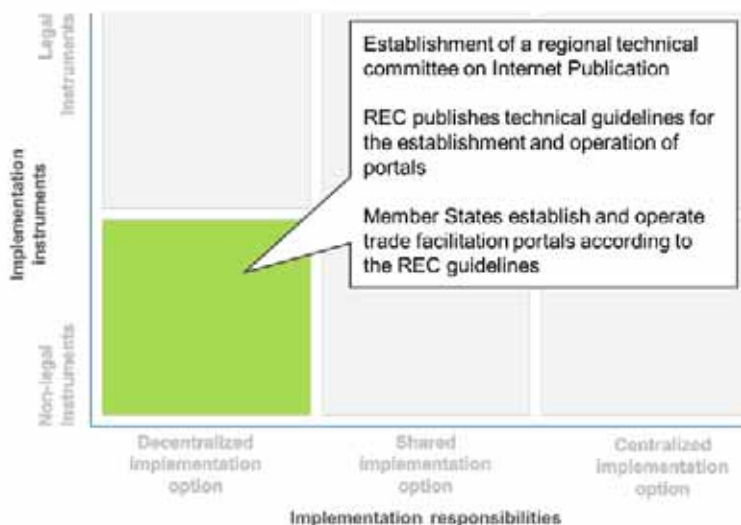 Legal
Instruments
Implementation
instruments
Non-legal
Instruments
Establishment of a regional technical
committee on Internet Publication
REC publishes technical guidelines for
the establishment and operation of
portals
Member States establish and operate
trade facilitation portals according to
the REC guidelines
Decentralized
implementation
option
Shared
implementation
option
Centralized
implementation
option
Implementation responsibilities